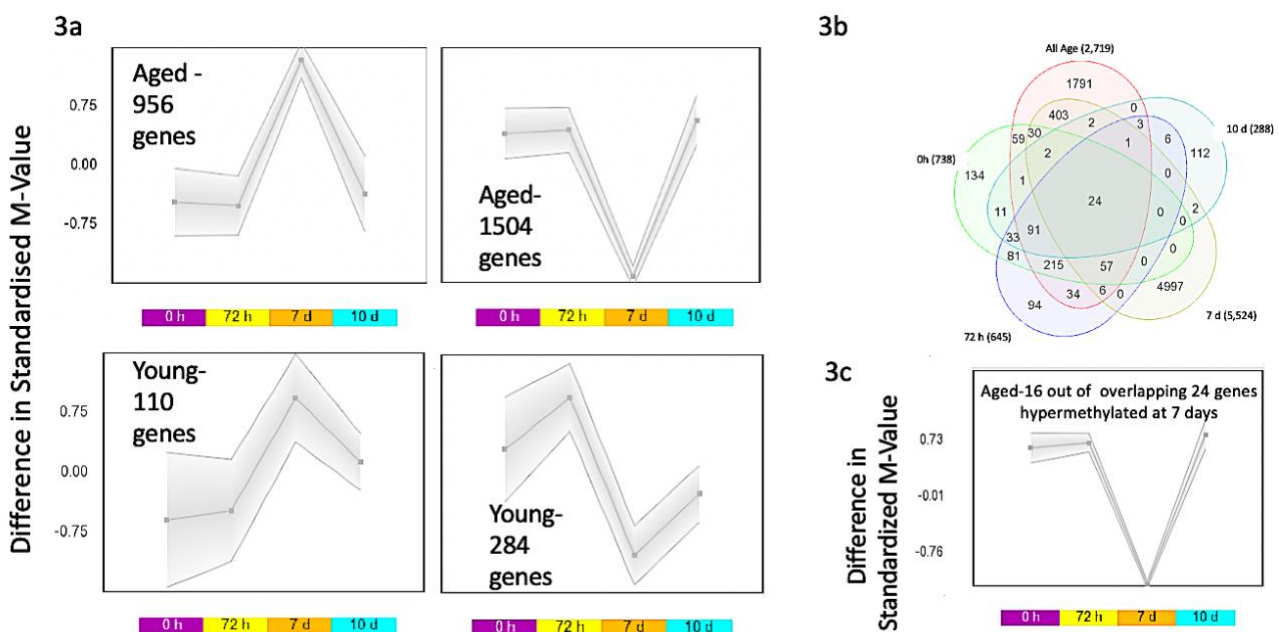 3a
Difference in Standardised M-Value
0.75
0.00
-0.75
Aged -
956
genes
0 h 72 h 7 d 10 d
Aged-
1504
genes
0 h 72 h 7 d 10 d
0.75
0.00
-0.75
Young-
110
genes
0 h 72 h 7 d 10 d
Young-
284
genes
0 h 72 h 7 d 10 d
3b
All Age (2,719)
1791
0
403
2
3
6
10 d (288)
59
30
1
112
0h (738)
2
0
134
1
24
11
0
2
0
91
33
0
81
215
57
0
4997
34
6
0
94
7 d (5,524)
72 h (645)
3c
Difference in
Standardized M-Value
Aged-16 out of overlapping 24 genes
hypermethylated at 7 days
0.73
-0.01
-0.76
0 h 72 h 7 d 10 d